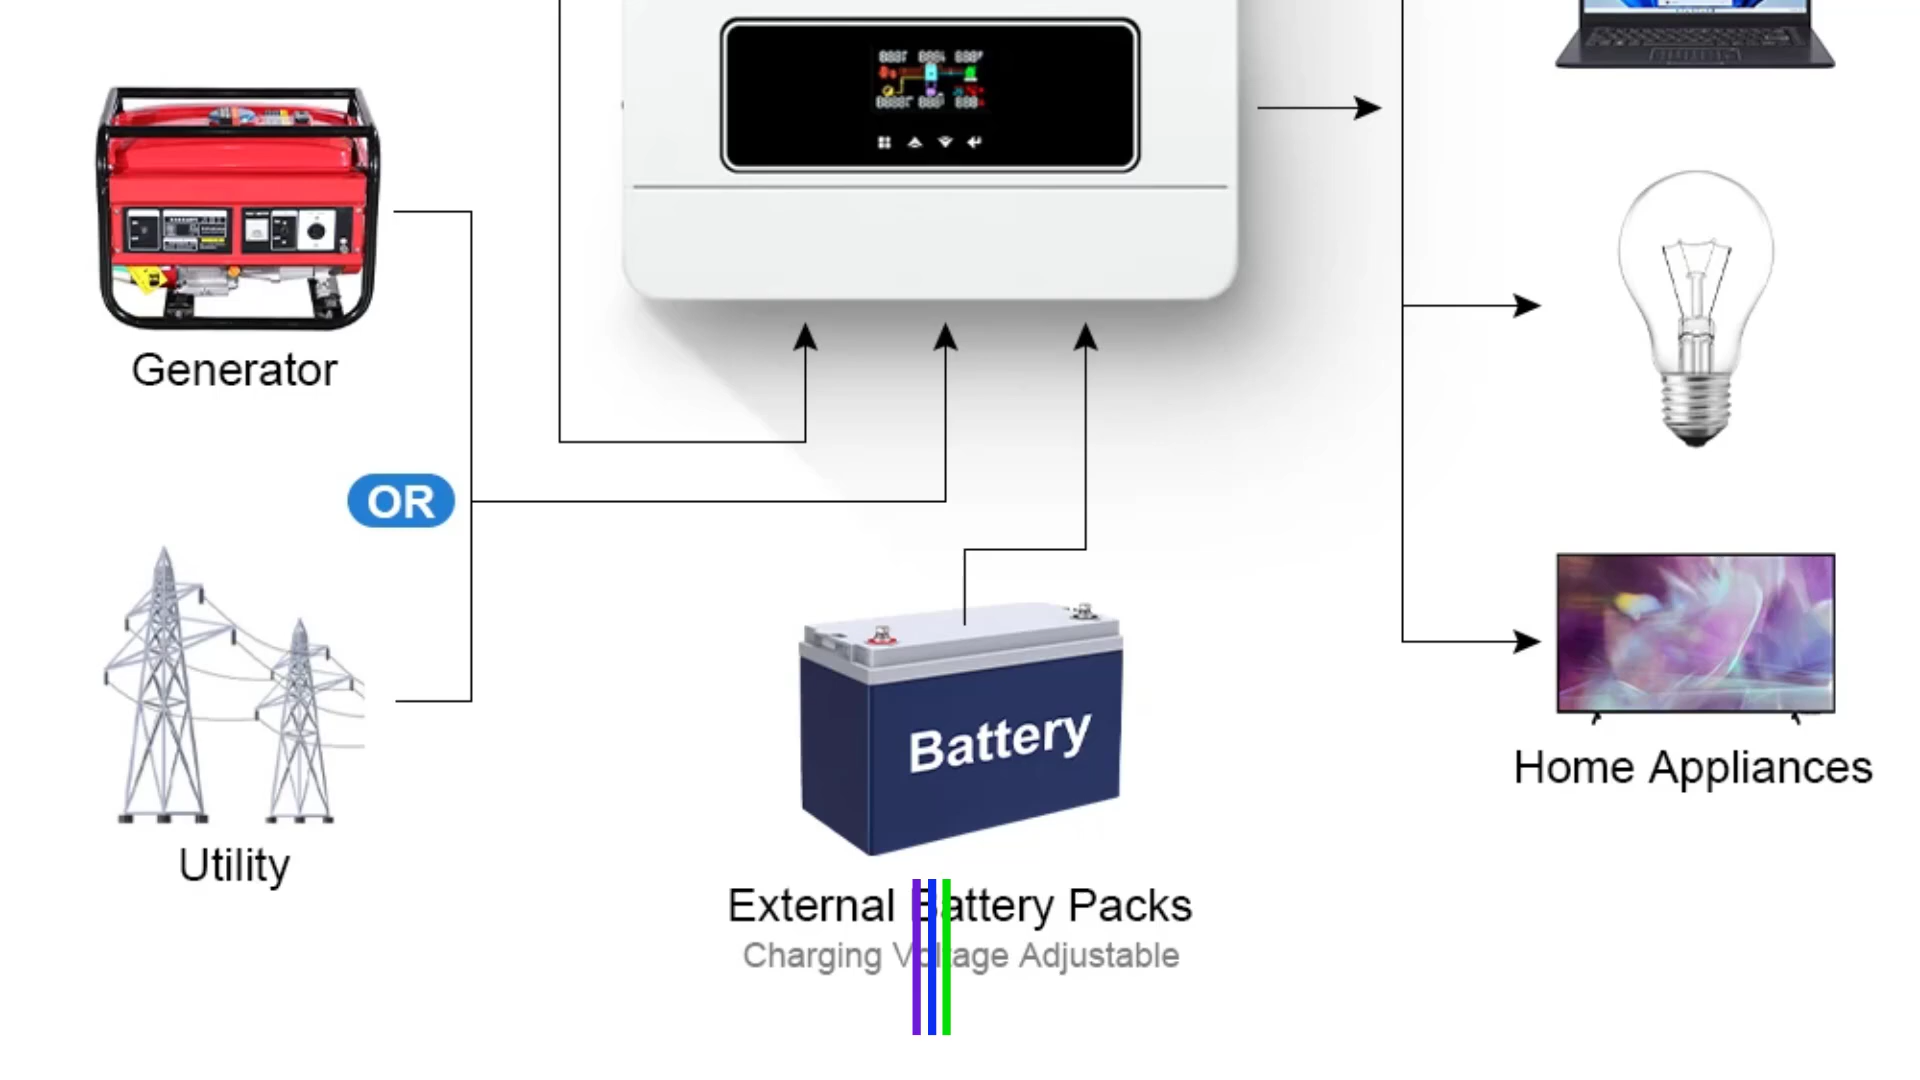 Generator
OR
Battery
Home Appliances
Utility
External Battery Packs
Charging Voltage Adjustable